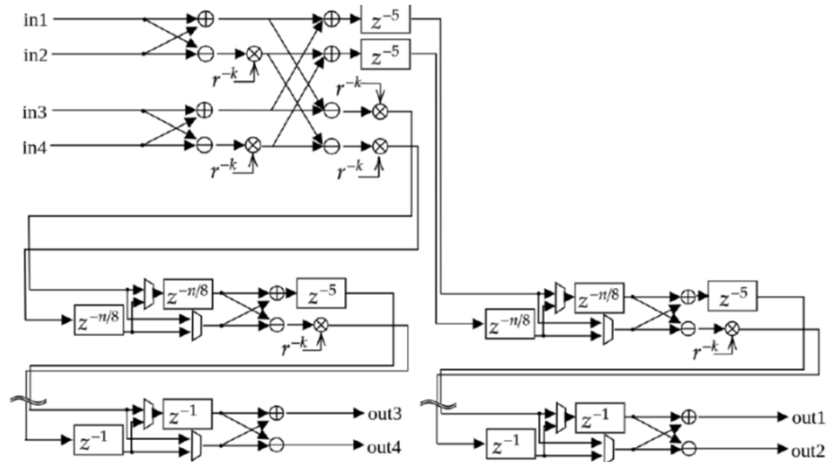 in1 z⁻⁵
in2 z⁻⁵
r⁻ᵏ r⁻ᵏ
in3
in4
r⁻ᵏ r⁻ᵏ
z⁻ⁿ/⁸ z⁻⁵ z⁻ⁿ/⁸ z⁻⁵
z⁻ⁿ/⁸ z⁻ⁿ/⁸
r⁻ᵏ r⁻ᵏ
z⁻¹ out3 z⁻¹ out1
z⁻¹ out4 z⁻¹ out2